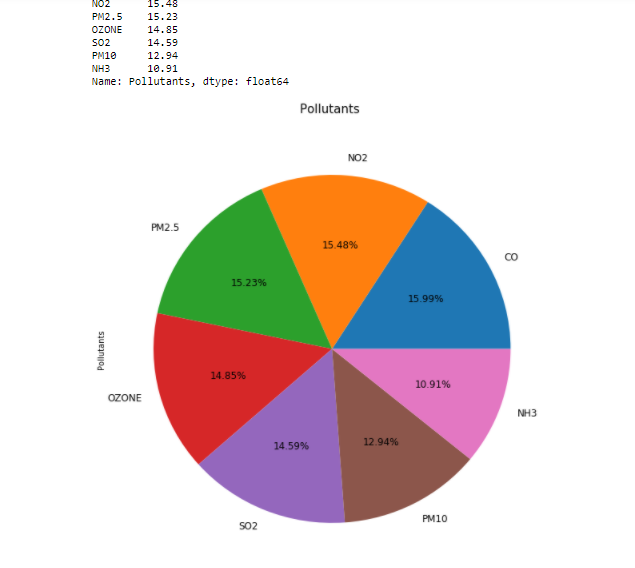 NO2      15.48
PM2.5    15.23
OZONE    14.85
SO2      14.59
PM10     12.94
NH3      10.91
Name: Pollutants, dtype: float64
Pollutants
NO2
PM2.5
CO
15.48%
15.23%
15.99%
Pollutants
14.85%
10.91%
OZONE
NH3
14.59%
12.94%
SO2
PM10